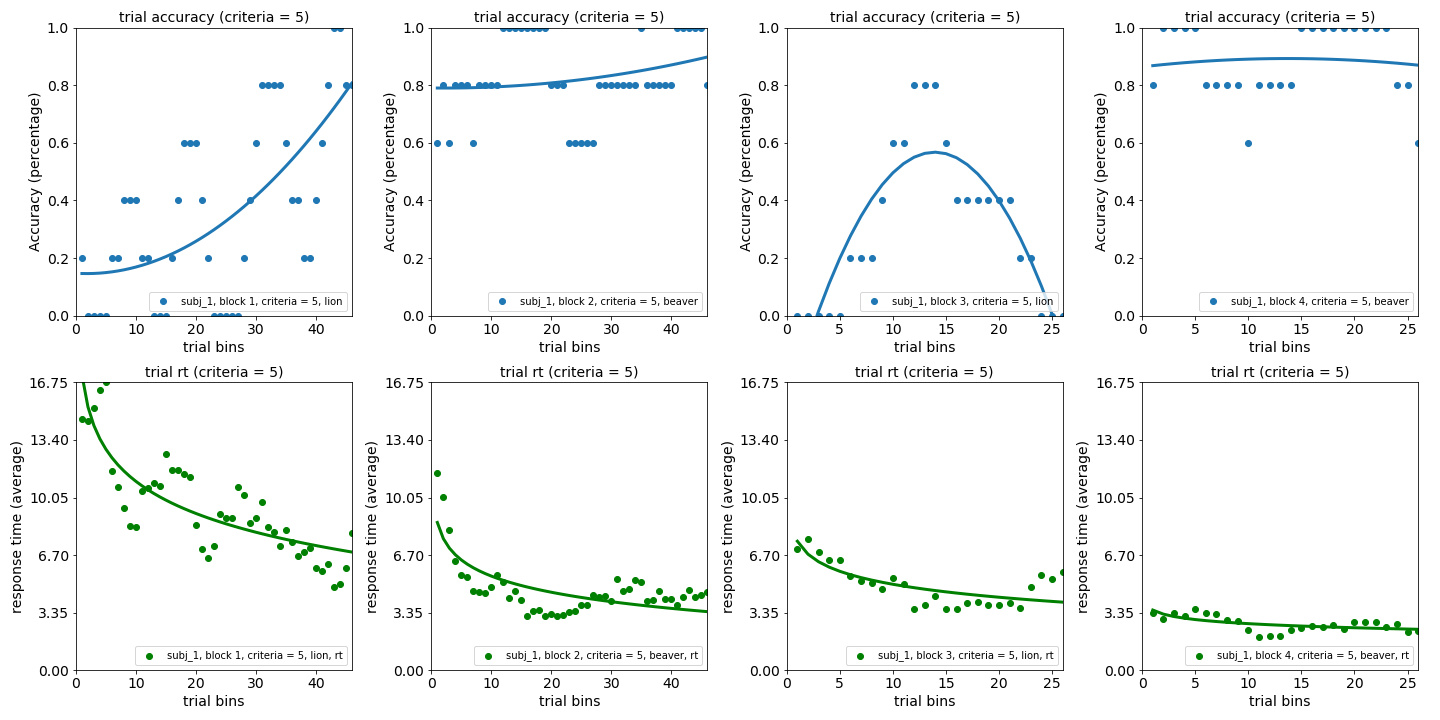 trial accuracy (criteria = 5)
trial accuracy (criteria = 5)
trial accuracy (criteria = 5)
trial accuracy (criteria = 5)
1.0
0.8
0.6
0.4
0.2
0.0
Accuracy (percentage)
subj_1, block 1, criteria = 5, lion
0 10 20 30 40
trial bins
1.0
0.8
0.6
0.4
0.2
0.0
Accuracy (percentage)
subj_1, block 2, criteria = 5, beaver
0 10 20 30 40
trial bins
1.0
0.8
0.6
0.4
0.2
0.0
Accuracy (percentage)
subj_1, block 3, criteria = 5, lion
0 5 10 15 20 25
trial bins
1.0
0.8
0.6
0.4
0.2
0.0
Accuracy (percentage)
subj_1, block 4, criteria = 5, beaver
0 5 10 15 20 25
trial bins
trial rt (criteria = 5)
trial rt (criteria = 5)
trial rt (criteria = 5)
trial rt (criteria = 5)
16.75
13.40
10.05
6.70
3.35
0.00
response time (average)
subj_1, block 1, criteria = 5, lion, rt
0 10 20 30 40
trial bins
16.75
13.40
10.05
6.70
3.35
0.00
response time (average)
subj_1, block 2, criteria = 5, beaver, rt
0 10 20 30 40
trial bins
16.75
13.40
10.05
6.70
3.35
0.00
response time (average)
subj_1, block 3, criteria = 5, lion, rt
0 5 10 15 20 25
trial bins
16.75
13.40
10.05
6.70
3.35
0.00
response time (average)
subj_1, block 4, criteria = 5, beaver, rt
0 5 10 15 20 25
trial bins